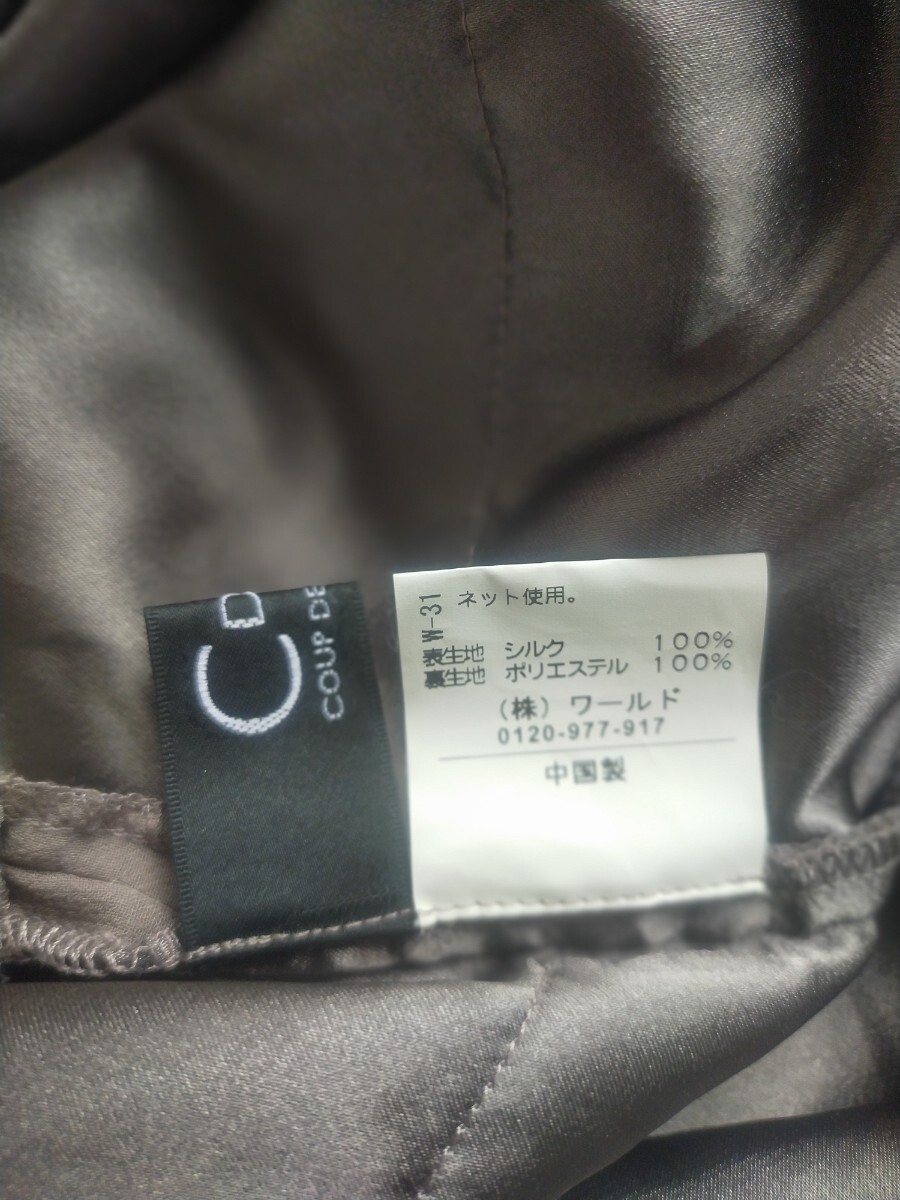 C D
COUP DE
W-31
ネット使用。
表生地 シルク 100%
裏生地 ポリエステル 100%
(株)ワールド
0120-977-917
中国製